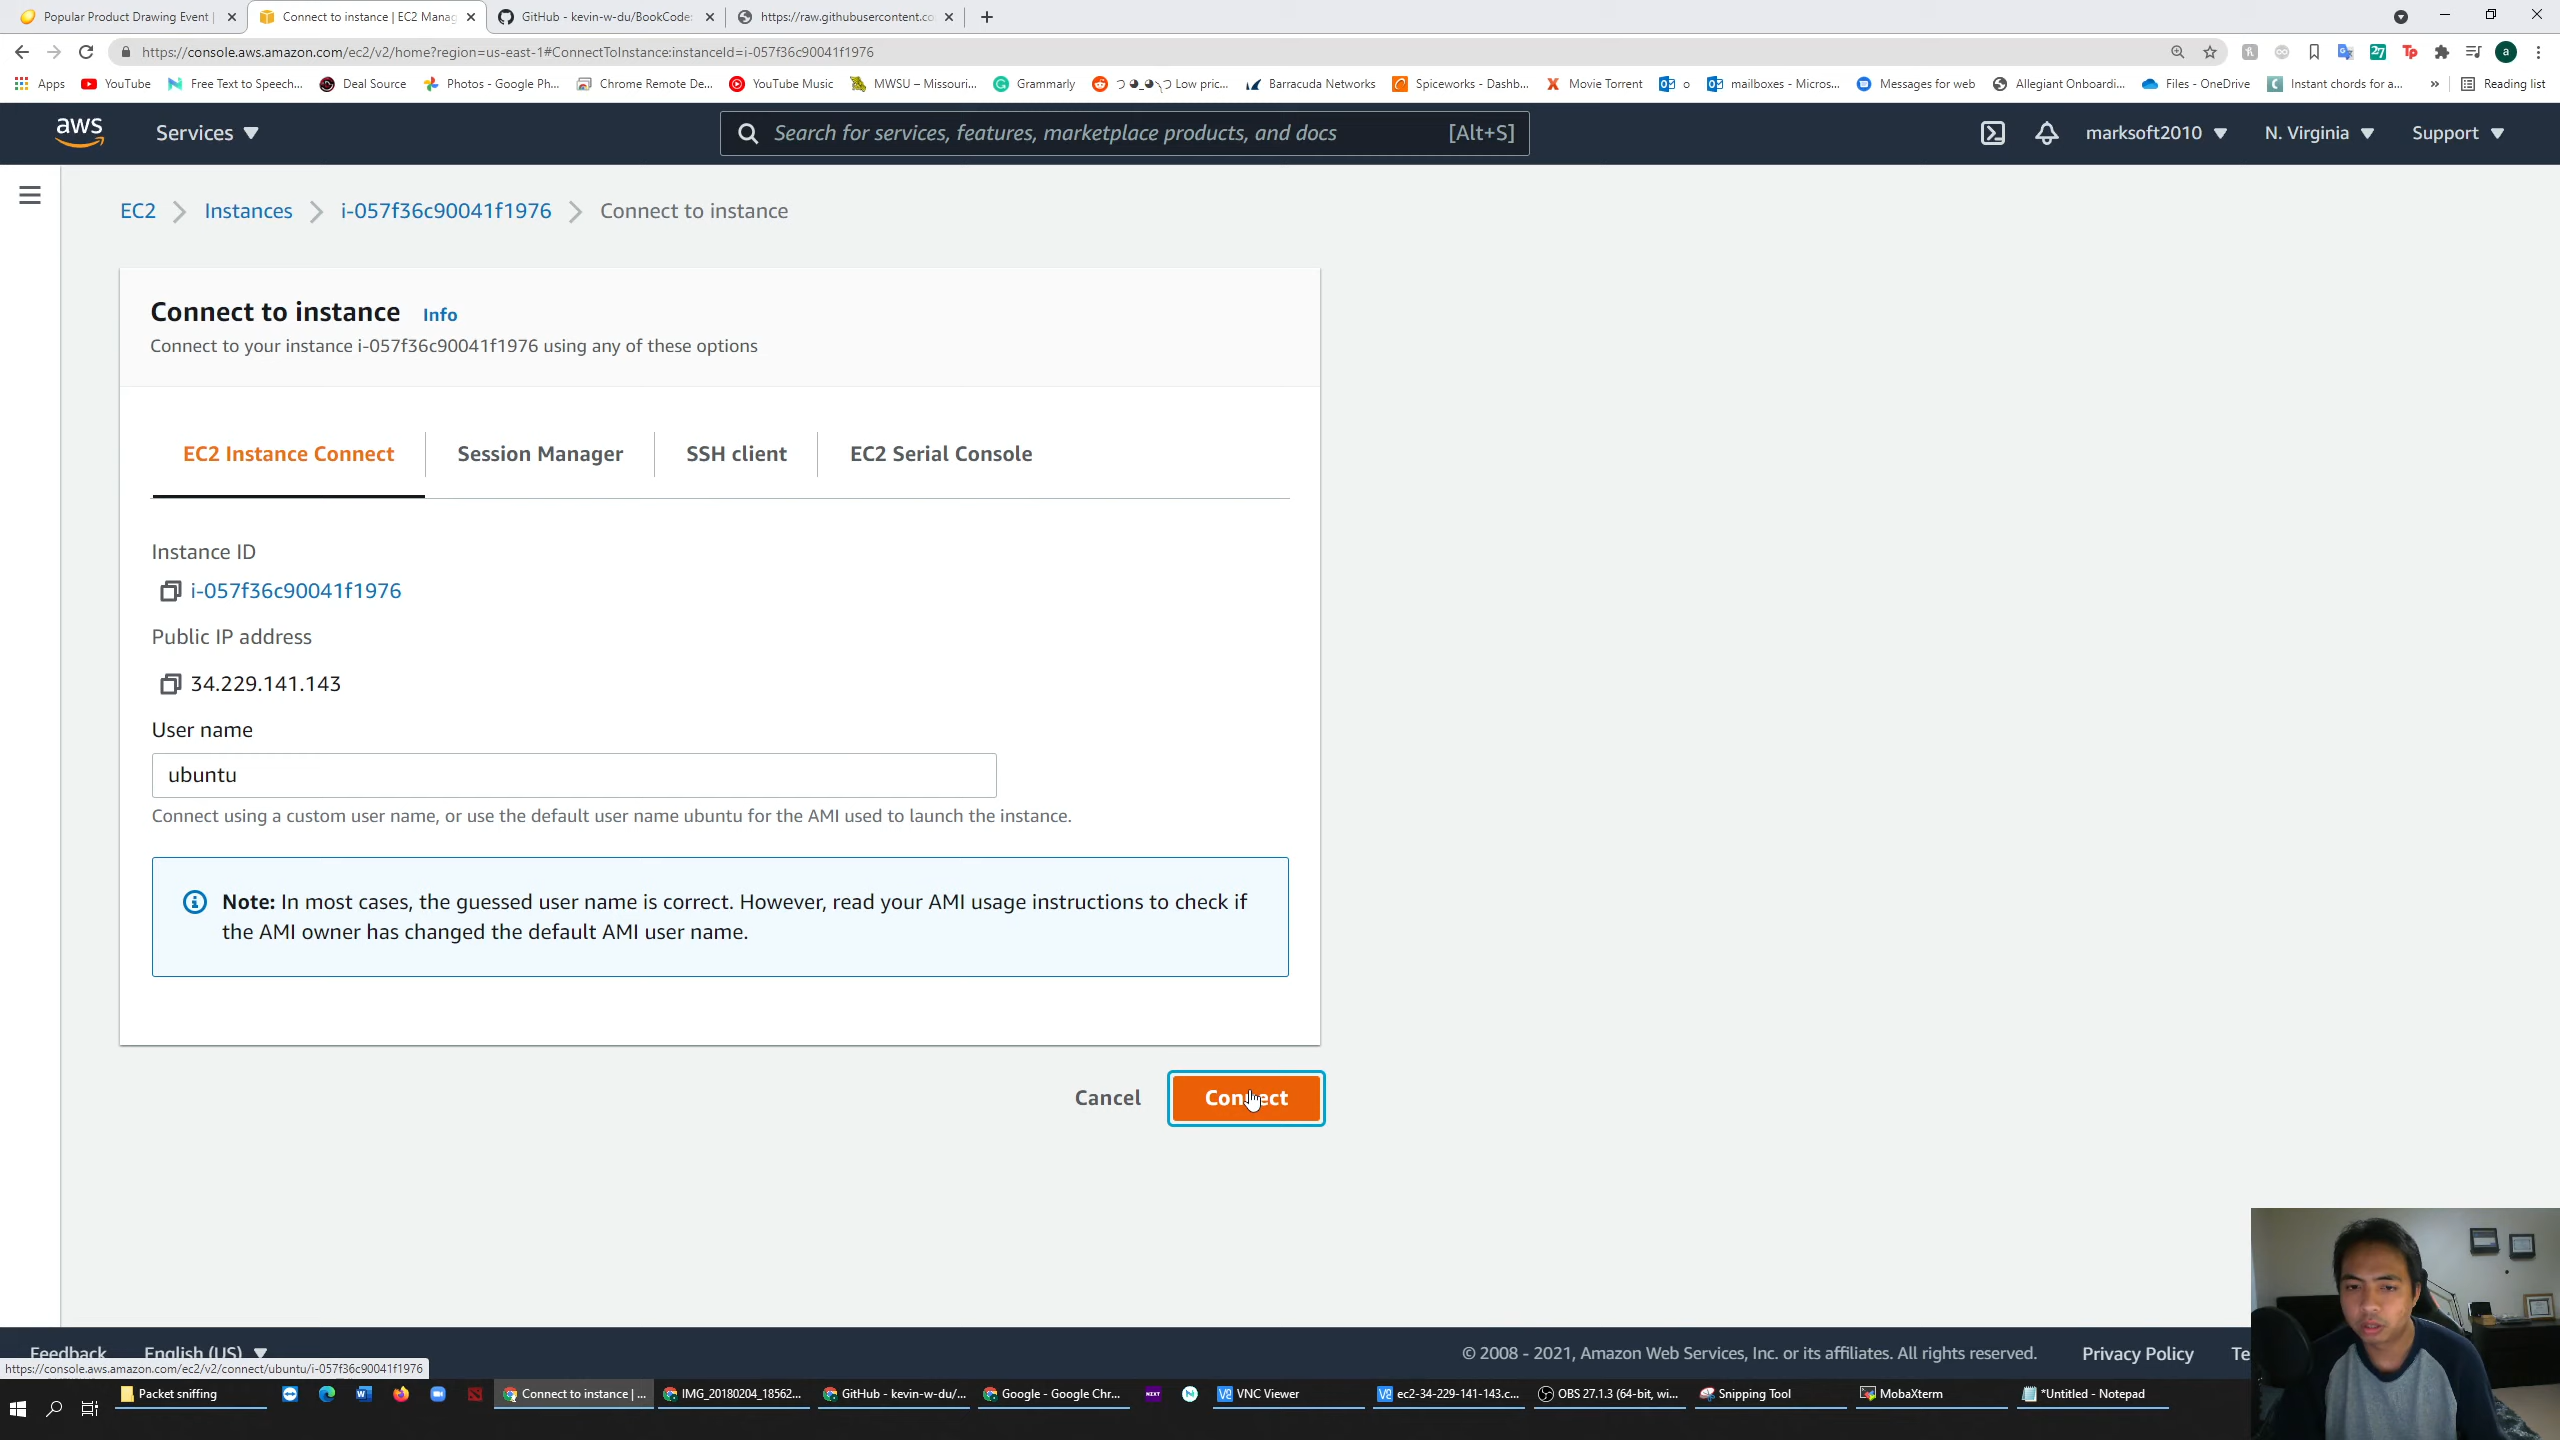 Popular Product Drawing Event |
Connect to instance | EC2 Manag
GitHub - kevin-w-du/BookCode:
https://raw.githubusercontent.co
https://console.aws.amazon.com/ec2/v2/home?region=us-east-1#ConnectToInstance:instanceId=i-057f36c90041f1976
Apps
YouTube
Free Text to Speech...
Deal Source
Photos - Google Ph...
Chrome Remote De...
YouTube Music
MWSU – Missouri...
Grammarly
Low pric...
Barracuda Networks
Spiceworks - Dashb...
Movie Torrent
o
mailboxes - Micros...
Messages for web
Allegiant Onboardi...
Files - OneDrive
Instant chords for a...
»
Reading list
aws
Services
Search for services, features, marketplace products, and docs
[Alt+S]
marksoft2010
N. Virginia
Support
EC2
Instances
i-057f36c90041f1976
Connect to instance
Connect to instance
Info
Connect to your instance i-057f36c90041f1976 using any of these options
EC2 Instance Connect
Session Manager
SSH client
EC2 Serial Console
Instance ID
i-057f36c90041f1976
Public IP address
34.229.141.143
User name
ubuntu
Connect using a custom user name, or use the default user name ubuntu for the AMI used to launch the instance.
Note: In most cases, the guessed user name is correct. However, read your AMI usage instructions to check if
the AMI owner has changed the default AMI user name.
Cancel
Connect
Feedback
English (US)
© 2008 - 2021, Amazon Web Services, Inc. or its affiliates. All rights reserved.
Privacy Policy
Te
https://console.aws.amazon.com/ec2/v2/connect/ubuntu/i-057f36c90041f1976
Packet sniffing
Connect to instance | ...
IMG_20180204_18562...
GitHub - kevin-w-du/...
Google - Google Chr...
NEXT
N
VNC Viewer
ec2-34-229-141-143.c...
OBS 27.1.3 (64-bit, wi...
Snipping Tool
MobaXterm
*Untitled - Notepad